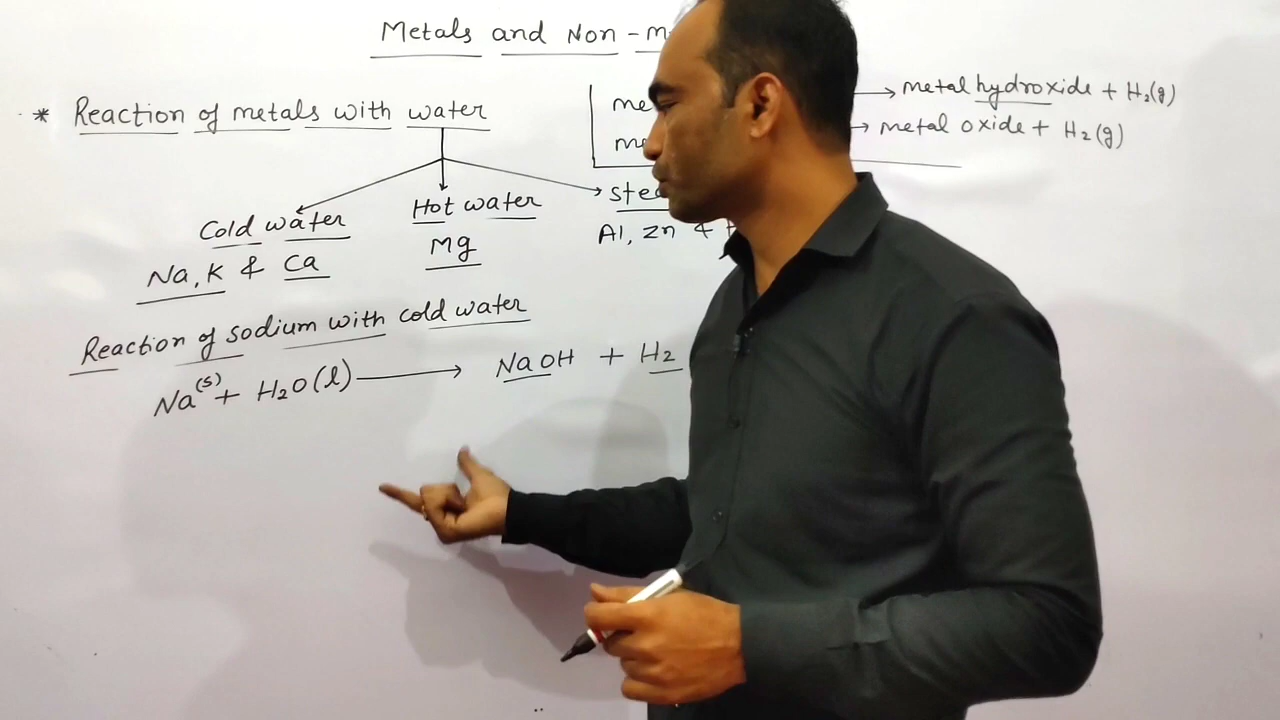 Metals and Non-
* Reaction of metals with water
→ metal hydroxide + H₂(g)
→ metal oxide + H₂(g)
Cold water
Hot water
Na, K & Ca
Mg
Al, Zn &
Reaction of sodium with cold water
Na(s) + H₂O(l) → NaOH + H₂